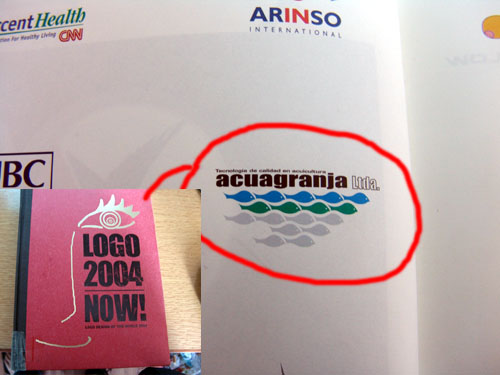 cent Health
tion For Healthy Living
CNN
ARINSO
INTERNATIONAL
BC
Tecnología de calidad en acuicultura
acuagranja Ltda.
LOGO
2004
NOW!